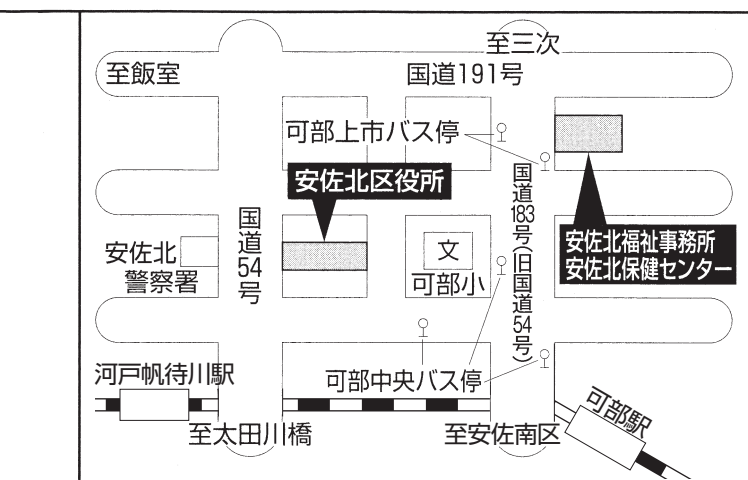 至三次
至飯室
国道191号
可部上市バス停
安佐北区役所
国道183号(旧国道54号)
国道54号
安佐北福祉事務所
安佐北保健センター
安佐北
警察署
文
可部小
河戸帆待川駅
可部中央バス停
可部駅
至太田川橋
至安佐南区